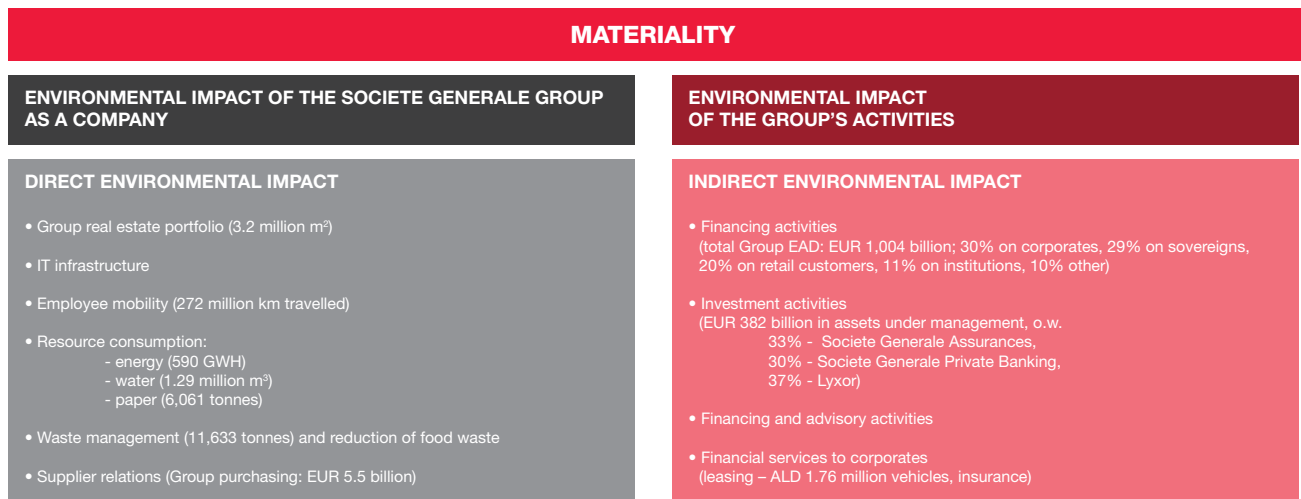 MATERIALITY
ENVIRONMENTAL IMPACT OF THE SOCIETE GENERALE GROUP
AS A COMPANY
DIRECT ENVIRONMENTAL IMPACT
• Group real estate portfolio (3.2 million m²)
• IT infrastructure
• Employee mobility (272 million km travelled)
• Resource consumption:
- energy (590 GWH)
- water (1.29 million m³)
- paper (6,061 tonnes)
• Waste management (11,633 tonnes) and reduction of food waste
• Supplier relations (Group purchasing: EUR 5.5 billion)
ENVIRONMENTAL IMPACT
OF THE GROUP'S ACTIVITIES
INDIRECT ENVIRONMENTAL IMPACT
• Financing activities
(total Group EAD: EUR 1,004 billion; 30% on corporates, 29% on sovereigns,
20% on retail customers, 11% on institutions, 10% other)
• Investment activities
(EUR 382 billion in assets under management, o.w.
33% - Societe Generale Assurances,
30% - Societe Generale Private Banking,
37% - Lyxor)
• Financing and advisory activities
• Financial services to corporates
(leasing – ALD 1.76 million vehicles, insurance)